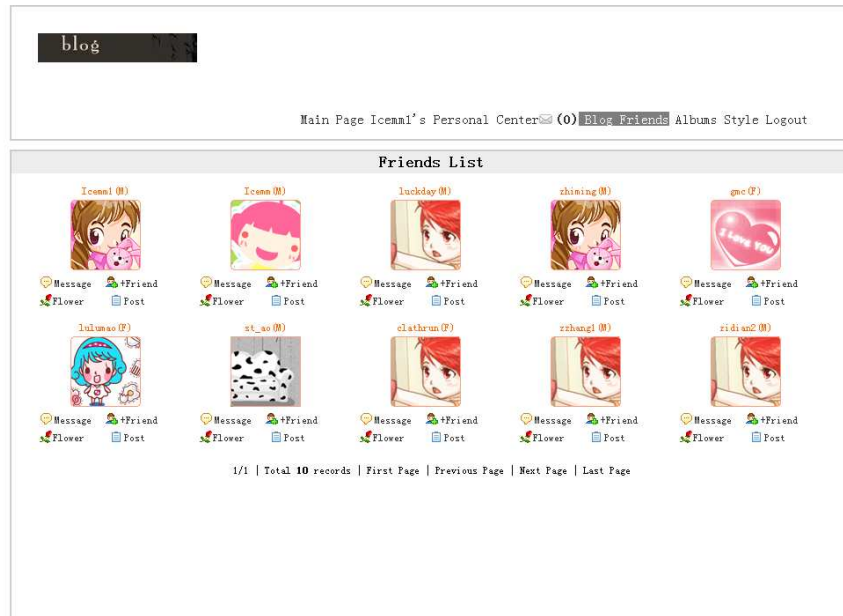 blog
Main Page Icemm1's Personal Center (0) Blog Friends Albums Style Logout
Friends List
Icemm1(M) Icemm(M) luckday(M) zhiming(M) gmc(F)
I LOVE YOU
Message +Friend Message +Friend Message +Friend Message +Friend Message +Friend
Flower Post Flower Post Flower Post Flower Post Flower Post
lulumao(F) xt_ao(M) clathrun(F) zzhang1(M) ridian2(M)
Message +Friend Message +Friend Message +Friend Message +Friend Message +Friend
Flower Post Flower Post Flower Post Flower Post Flower Post
1/1 | Total 10 records | First Page | Previous Page | Next Page | Last Page